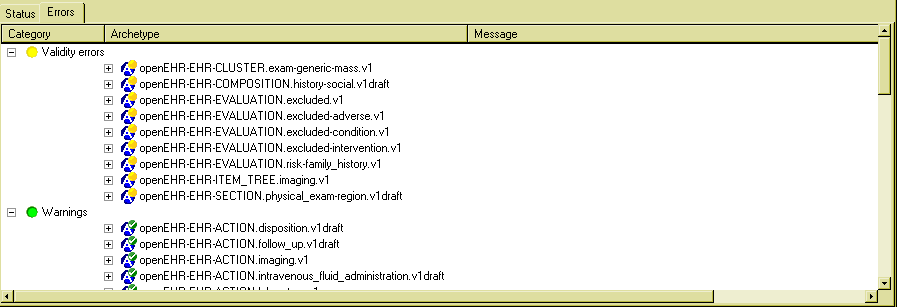 Status Errors
Category Archetype Message
Validity errors
openEHR-EHR-CLUSTER.exam-generic-mass.v1
openEHR-EHR-COMPOSITION.history-social.v1draft
openEHR-EHR-EVALUATION.excluded.v1
openEHR-EHR-EVALUATION.excluded-adverse.v1
openEHR-EHR-EVALUATION.excluded-condition.v1
openEHR-EHR-EVALUATION.excluded-intervention.v1
openEHR-EHR-EVALUATION.risk-family_history.v1
openEHR-EHR-ITEM_TREE.imaging.v1
openEHR-EHR-SECTION.physical_exam-region.v1draft
Warnings
openEHR-EHR-ACTION.disposition.v1draft
openEHR-EHR-ACTION.follow_up.v1draft
openEHR-EHR-ACTION.imaging.v1
openEHR-EHR-ACTION.intravenous_fluid_administration.v1draft